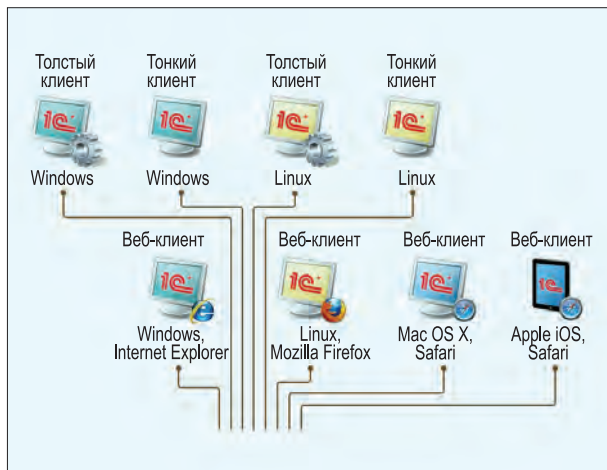 Толстый клиент
Тонкий клиент
Толстый клиент
Тонкий клиент
1С
1С
1С
1С
Windows
Windows
Linux
Linux
Веб-клиент
Веб-клиент
Веб-клиент
Веб-клиент
1С
1С
1С
1С
Windows, Internet Explorer
Linux, Mozilla Firefox
Mac OS X, Safari
Apple iOS, Safari